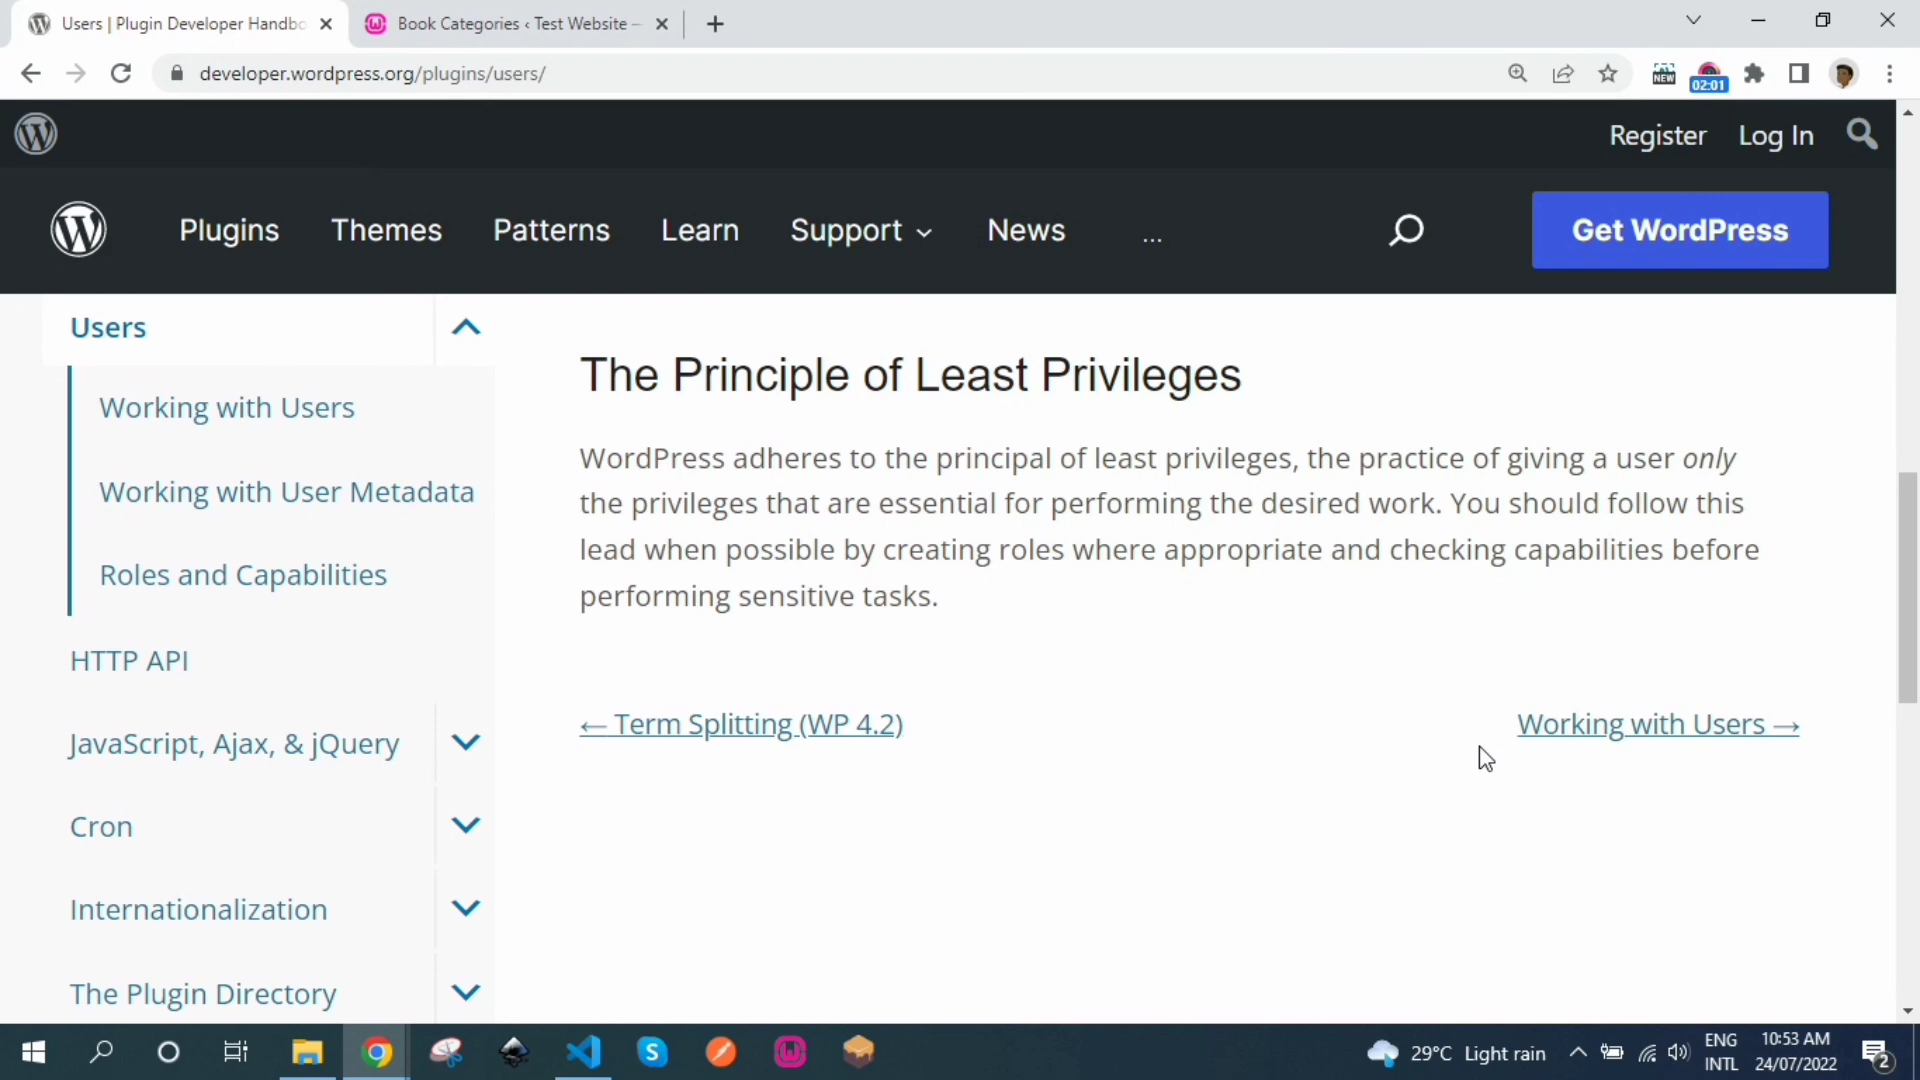 Users | Plugin Developer Handbo
Book Categories ‹ Test Website —
developer.wordpress.org/plugins/users/
NEW
02:01
Register
Log In
Plugins
Themes
Patterns
Learn
Support
News
...
Get WordPress
Users
Working with Users
Working with User Metadata
Roles and Capabilities
HTTP API
JavaScript, Ajax, & jQuery
Cron
Internationalization
The Plugin Directory
The Principle of Least Privileges
WordPress adheres to the principal of least privileges, the practice of giving a user only
the privileges that are essential for performing the desired work. You should follow this
lead when possible by creating roles where appropriate and checking capabilities before
performing sensitive tasks.
← Term Splitting (WP 4.2)
Working with Users →
29°C Light rain
ENG
INTL
10:53 AM
24/07/2022
2